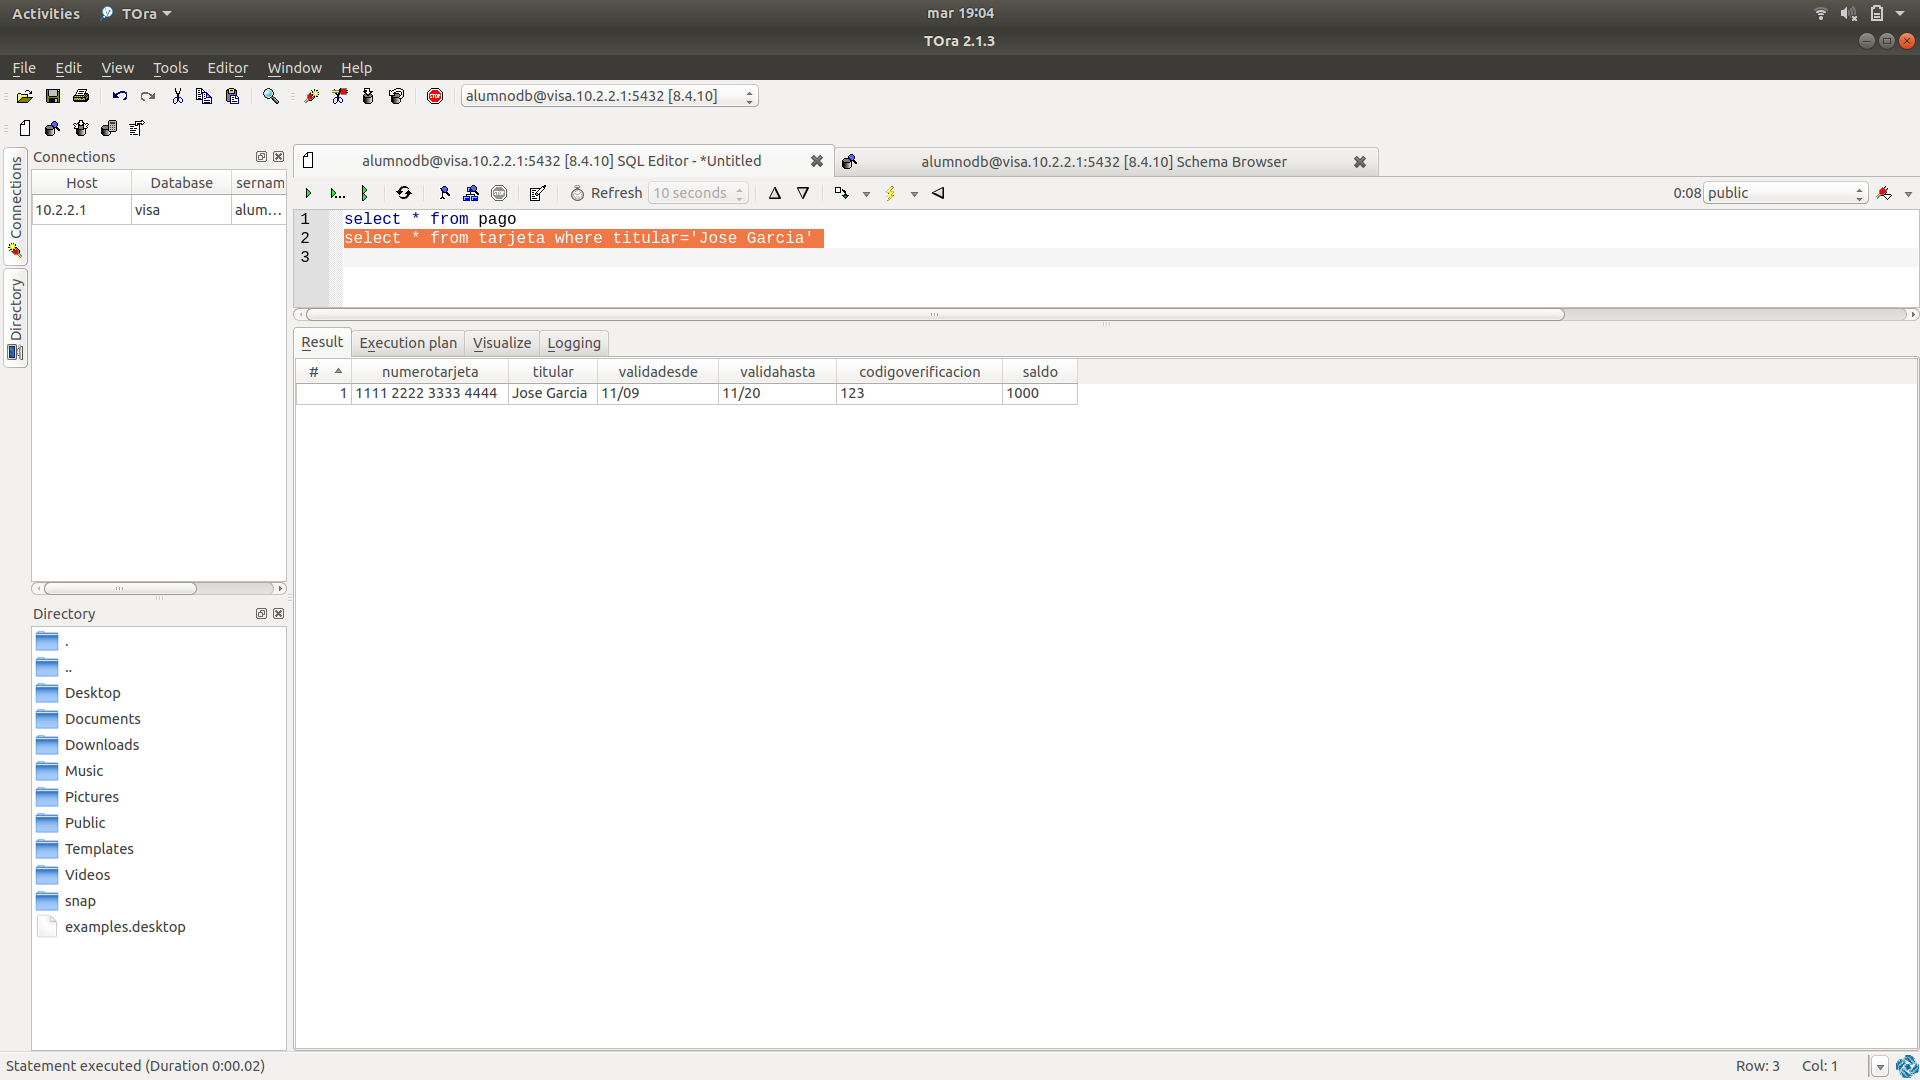 Activities TOra mar 19:04
TOra 2.1.3
File Edit View Tools Editor Window Help
STOP alumnodb@visa.10.2.2.1:5432 [8.4.10]
Connections
Directory
Connections
Host Database sernam
10.2.2.1 visa alum...
Directory
.
..
Desktop
Documents
Downloads
Music
Pictures
Public
Templates
Videos
snap
examples.desktop
alumnodb@visa.10.2.2.1:5432 [8.4.10] SQL Editor - *Untitled
alumnodb@visa.10.2.2.1:5432 [8.4.10] Schema Browser
Refresh 10 seconds 0:08 public
1 select * from pago
2 select * from tarjeta where titular='Jose Garcia'
3
Result Execution plan Visualize Logging
# numerotarjeta titular validadesde validahasta codigoverificacion saldo
1 1111 2222 3333 4444 Jose Garcia 11/09 11/20 123 1000
Statement executed (Duration 0:00.02) Row: 3 Col: 1